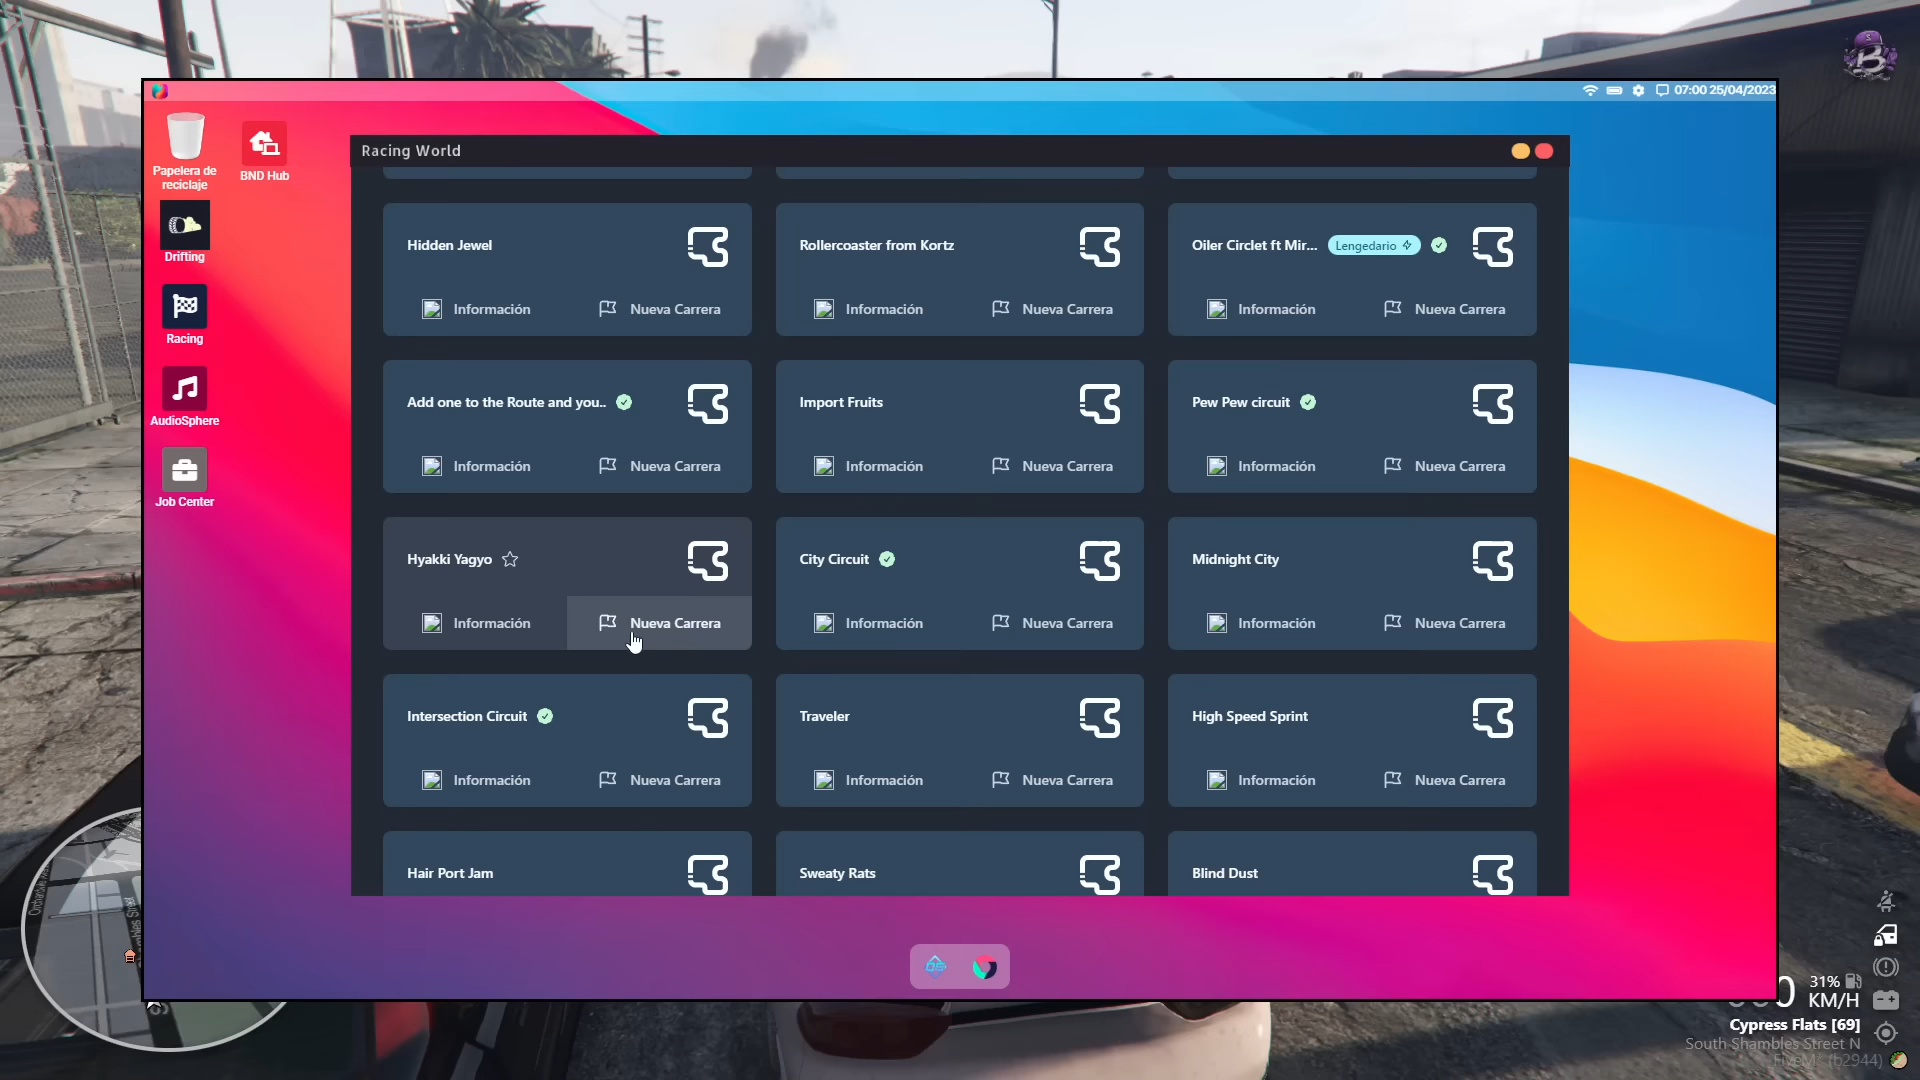 07:00 25/04/2023
Papelera de
reciclaje
BND Hub
Drifting
Racing
AudioSphere
Job Center
Racing World
Hidden Jewel
Información
Nueva Carrera
Rollercoaster from Kortz
Información
Nueva Carrera
Oiler Circlet ft Mir... Lengedario
Información
Nueva Carrera
Add one to the Route and you..
Información
Nueva Carrera
Import Fruits
Información
Nueva Carrera
Pew Pew circuit
Información
Nueva Carrera
Hyakki Yagyo
Información
Nueva Carrera
City Circuit
Información
Nueva Carrera
Midnight City
Información
Nueva Carrera
Intersection Circuit
Información
Nueva Carrera
Traveler
Información
Nueva Carrera
High Speed Sprint
Información
Nueva Carrera
Hair Port Jam
Sweaty Rats
Blind Dust
31%
KM/H
Cypress Flats [69]
South Shambles Street N
(b2944)